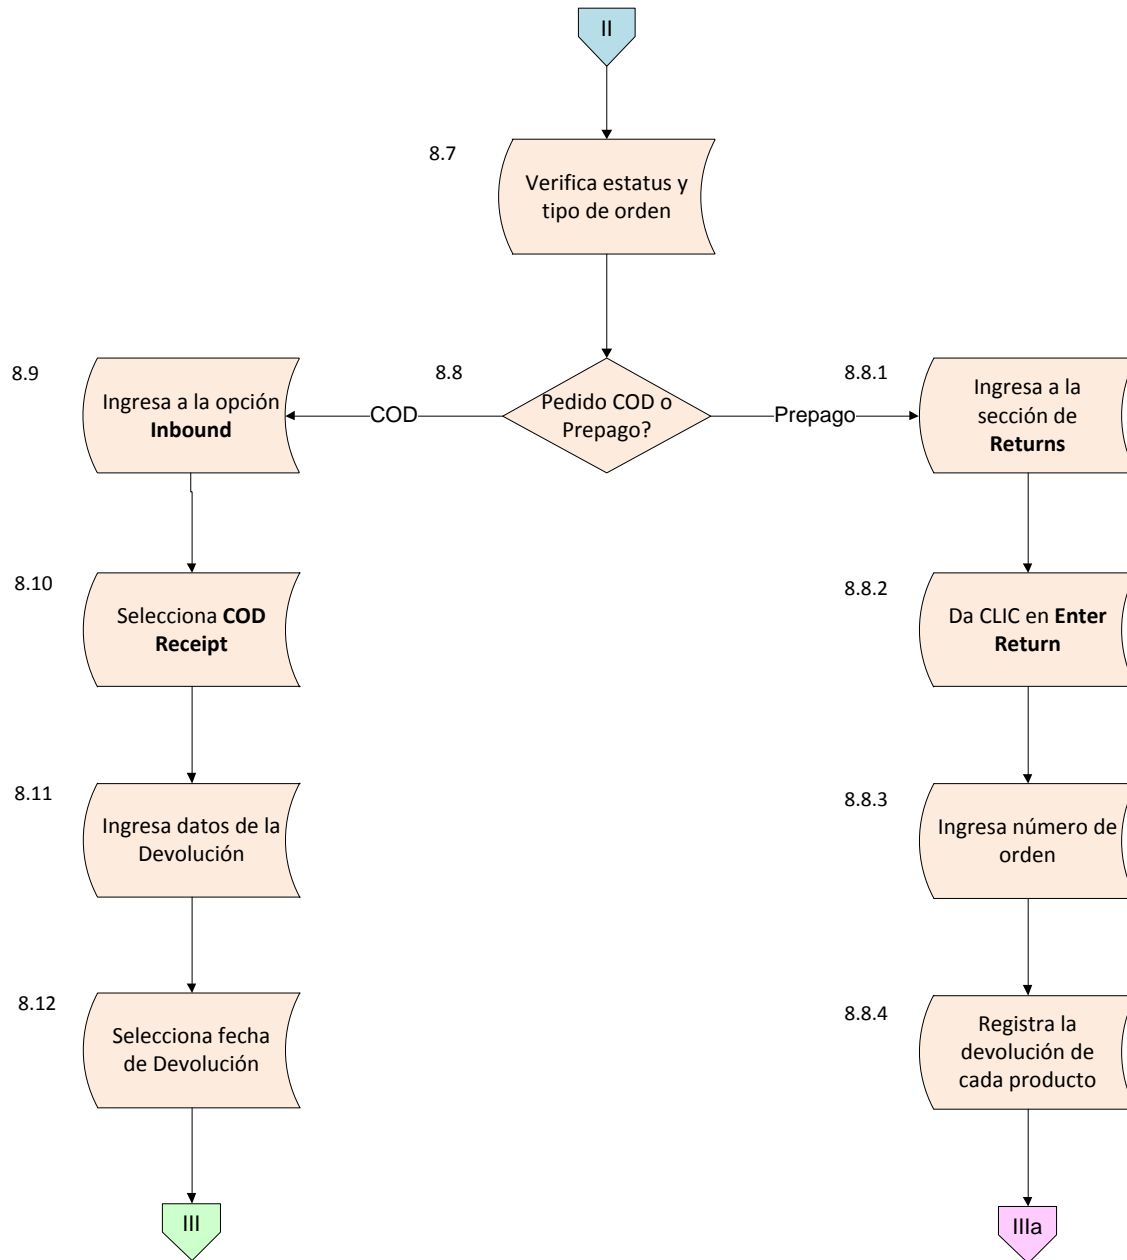 II
8.7
Verifica estatus y
tipo de orden
8.8
Pedido COD o
Prepago?
COD
Prepago
8.9
Ingresa a la opción
Inbound
8.10
Selecciona COD
Receipt
8.11
Ingresa datos de la
Devolución
8.12
Selecciona fecha
de Devolución
III
8.8.1
Ingresa a la
sección de
Returns
8.8.2
Da CLIC en Enter
Return
8.8.3
Ingresa número de
orden
8.8.4
Registra la
devolución de
cada producto
IIIa